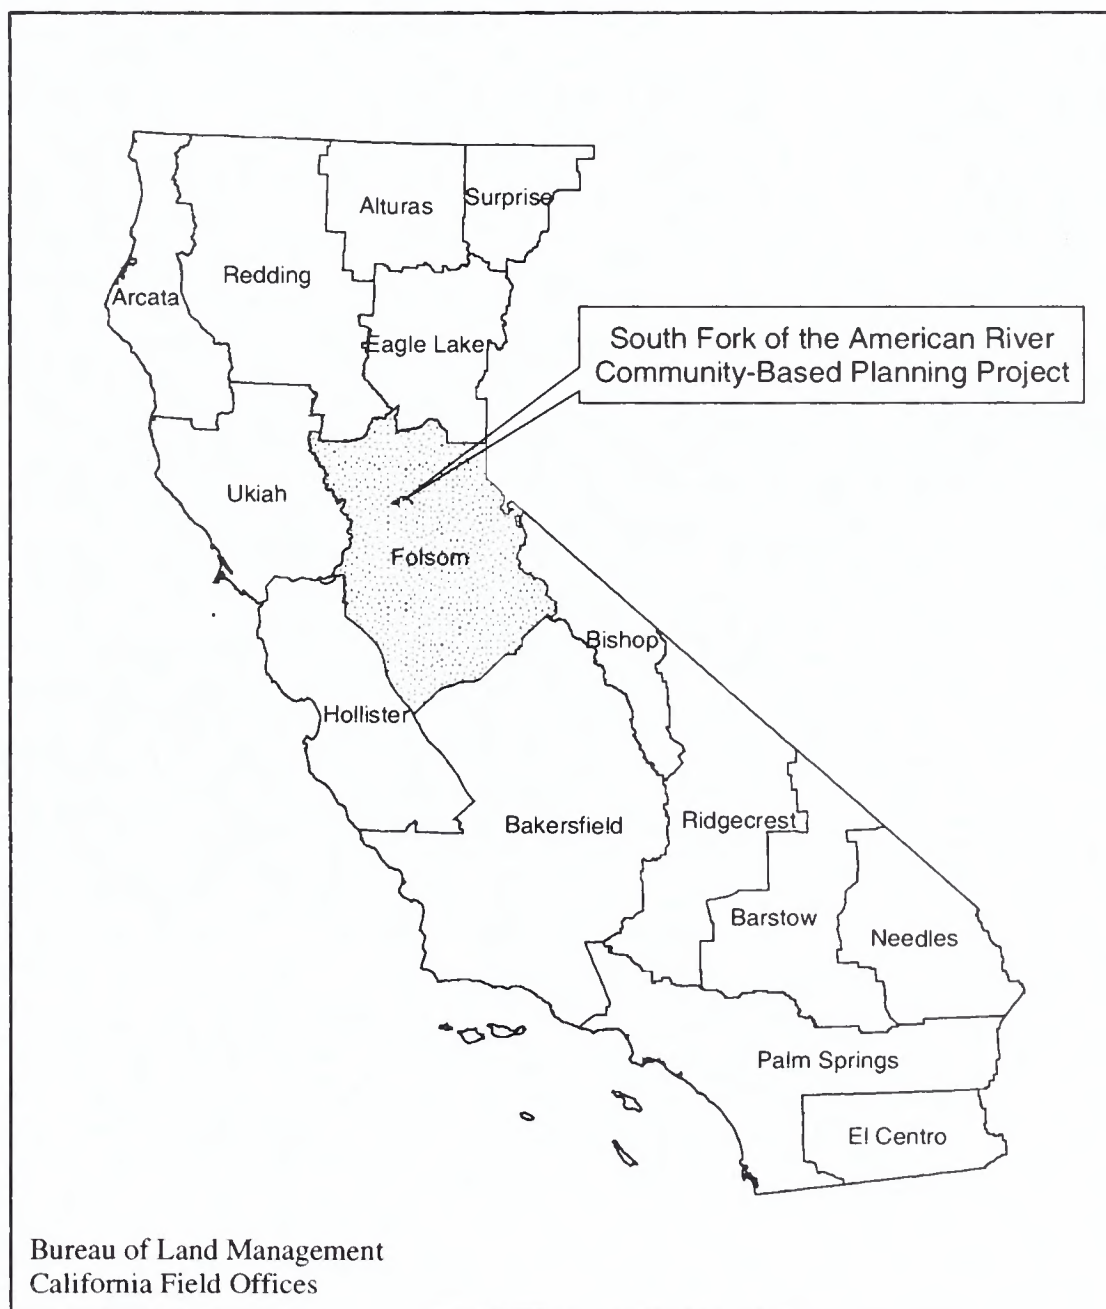 Alturas
Surprise
Redding
Arcata
Eagle Lake
South Fork of the American River
Community-Based Planning Project
Ukiah
Folsom
Bishop
Hollister
Bakersfield
Ridgecrest
Barstow
Needles
Palm Springs
El Centro
Bureau of Land Management
California Field Offices